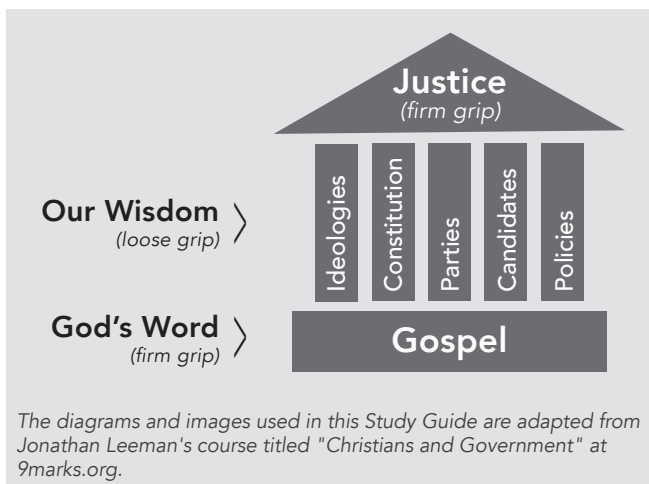 Justice
(firm grip)
Our Wisdom
(loose grip)
Ideologies
Constitution
Parties
Candidates
Policies
God’s Word
(firm grip)
Gospel
The diagrams and images used in this Study Guide are adapted from
Jonathan Leeman's course titled "Christians and Government" at
9marks.org.